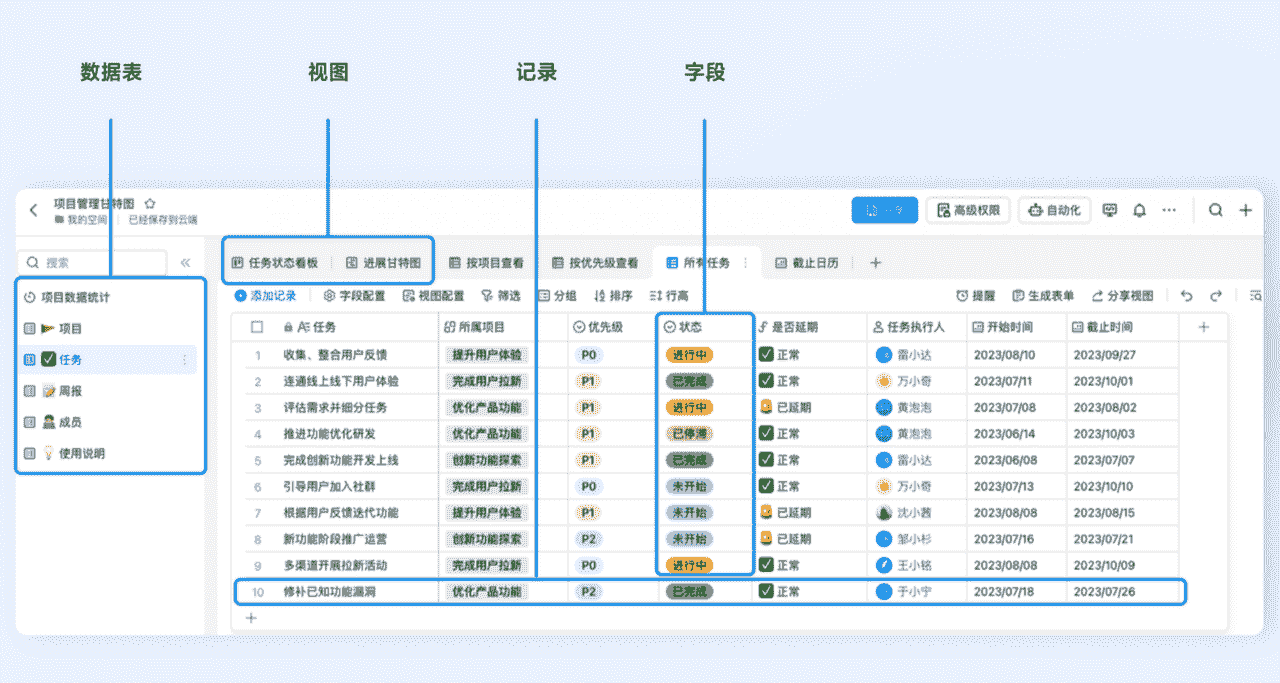 数据表 视图 记录 字段
项目管理甘特图
我的空间 已经保存到云端
高级权限 自动化
搜索
任务状态看板 进展甘特图 按项目查看 按优先级查看 所有任务 截止日历
添加记录 字段配置 视图配置 筛选 分组 排序 行高 提醒 生成表单 分享视图
项目数据统计
项目
任务
周报
成员
使用说明
任务 所属项目 优先级 状态 是否延期 任务执行人 开始时间 截止时间
1 收集、整合用户反馈 提升用户体验 P0 进行中 正常 雷小达 2023/08/10 2023/09/27
2 连通线上线下用户体验 完成用户拉新 P1 已完成 正常 万小奇 2023/07/11 2023/10/01
3 评估需求并细分任务 优化产品功能 P1 进行中 已延期 黄泡泡 2023/07/08 2023/08/02
4 推进功能优化研发 优化产品功能 P1 已停滞 正常 黄泡泡 2023/06/14 2023/10/03
5 完成创新功能开发上线 创新功能探索 P1 已完成 正常 雷小达 2023/06/08 2023/07/07
6 引导用户加入社群 完成用户拉新 P0 未开始 正常 万小奇 2023/07/13 2023/10/10
7 根据用户反馈迭代功能 提升用户体验 P1 未开始 已延期 沈小茜 2023/08/08 2023/08/15
8 新功能阶段推广运营 创新功能探索 P2 未开始 已延期 邹小杉 2023/07/16 2023/07/21
9 多渠道开展拉新活动 完成用户拉新 P0 进行中 正常 王小铭 2023/08/08 2023/10/09
10 修补已知功能漏洞 优化产品功能 P2 已完成 正常 于小宁 2023/07/18 2023/07/26